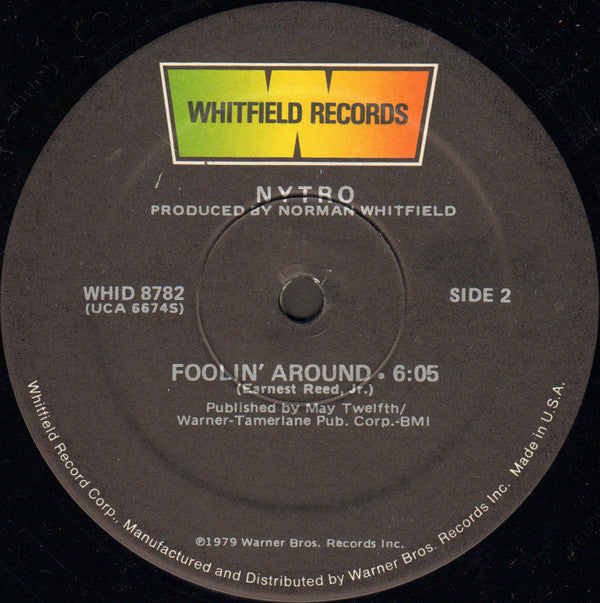 WHITFIELD RECORDS
NYTRO
PRODUCED BY NORMAN WHITFIELD
WHID 8782
(UCA 6674S)
SIDE 2
FOOLIN' AROUND • 6:05
(Earnest Reed, Jr.)
Published by May Twelfth/
Warner-Tamerlane Pub. Corp.-BMI
℗1979 Warner Bros. Records Inc.
Whitfield Record Corp., Manufactured and Distributed by Warner Bros. Records Inc. Made in U.S.A.